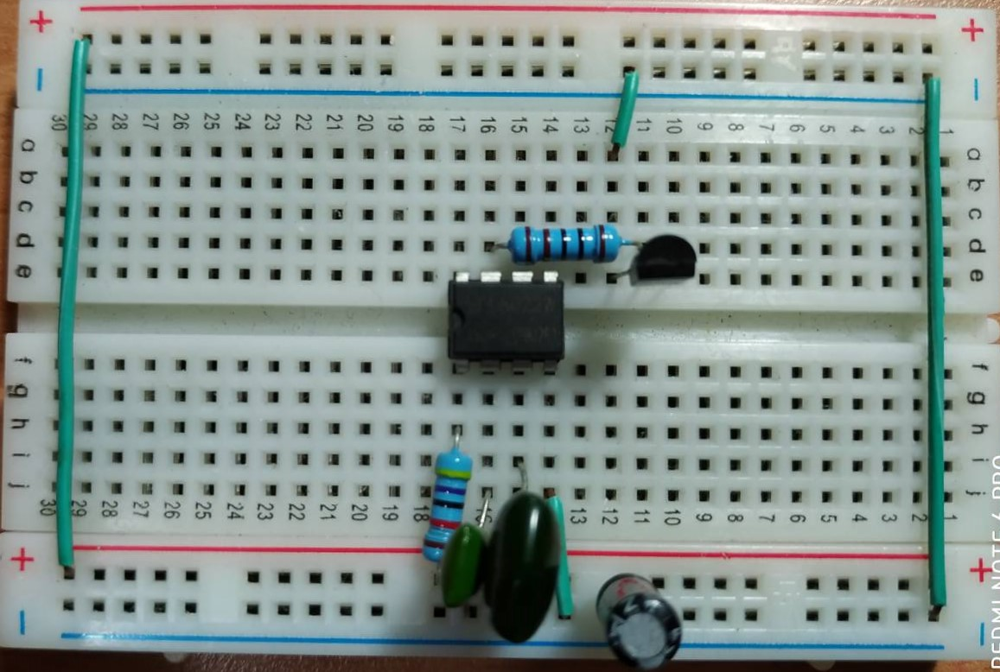 + +
− −
30 29 28 27 26 25 24 23 22 21 20 19 18 17 16 15 14 13 12 11 10 9 8 7 6 5 4 3 2 1
a a
b b
c c
d d
e e
f f
g g
h h
i i
j j
30 29 28 27 26 25 24 23 22 21 20 19 18 16 13 12 11 10 9 8 7 6 5 4 3 2 1
+ +
− −
REDMI NOTE 6 PRO